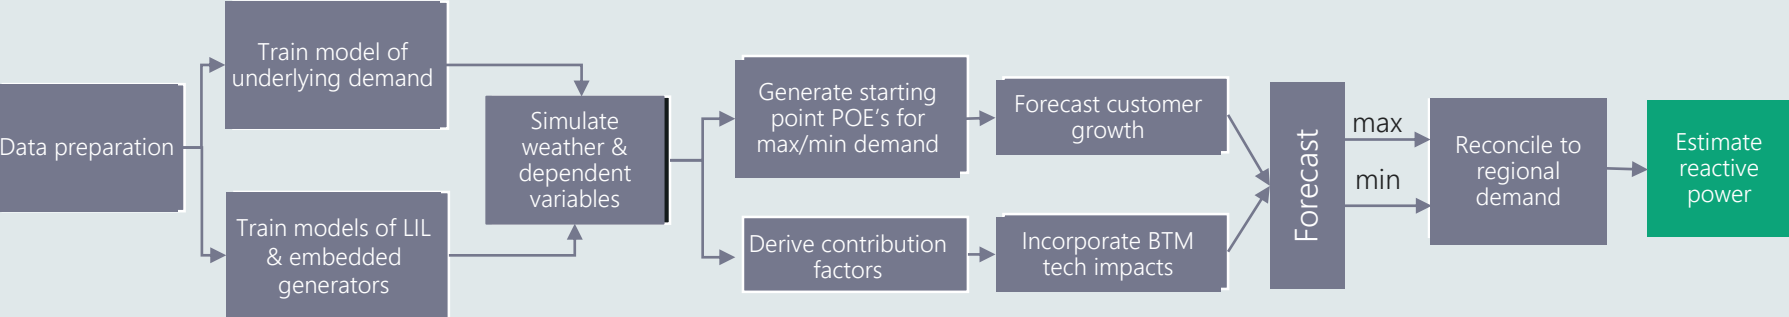 Data preparation
Train model of
underlying demand
Train models of LIL
& embedded
generators
Simulate
weather &
dependent
variables
Generate starting
point POE's for
max/min demand
Derive contribution
factors
Forecast customer
growth
Incorporate BTM
tech impacts
Forecast
max
min
Reconcile to
regional
demand
Estimate
reactive
power